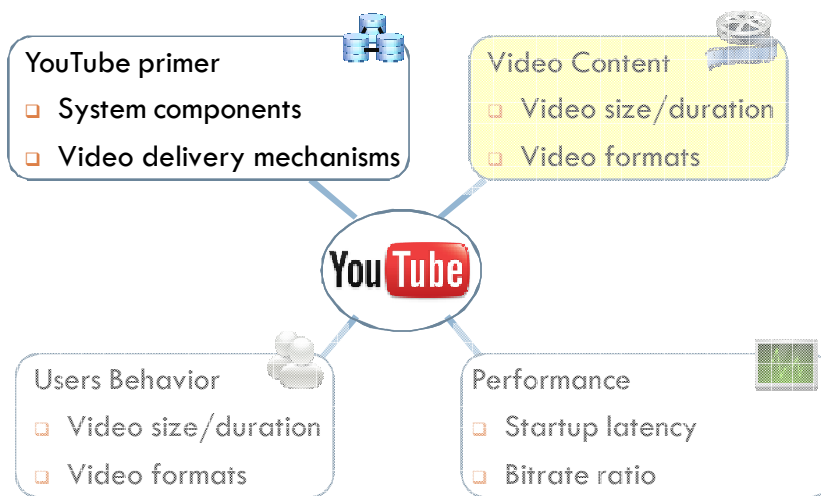 YouTube primer
System components
Video delivery mechanisms
Video Content
Video size/duration
Video formats
YouTube
Users Behavior
Video size/duration
Video formats
Performance
Startup latency
Bitrate ratio